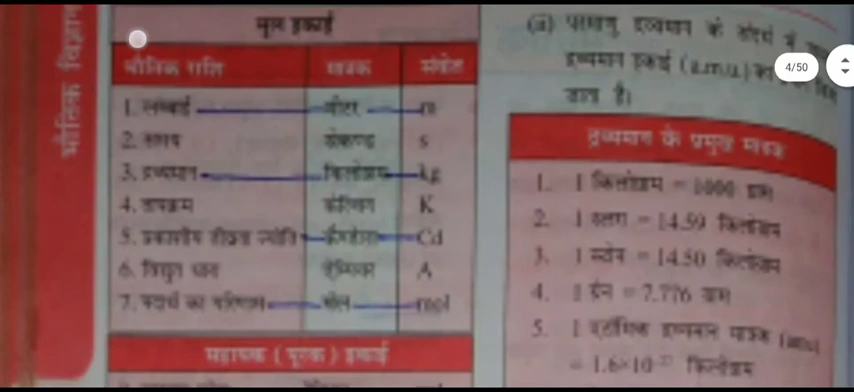 भौतिक विज्ञान
मूल इकाई
भौतिक राशि मात्रक संकेत
1. लम्बाई मीटर m
2. समय सेकण्ड s
3. द्रव्यमान किलोग्राम kg
4. तापक्रम केल्विन K
5. प्रकाशीय तीव्रता ज्योति कैण्डेला Cd
6. विद्युत धारा ऐम्पियर A
7. पदार्थ का परिमाण मोल mol
सहायक (पूरक) इकाई
(ii) परमाणु द्रव्यमान के संदर्भ में
द्रव्यमान इकाई (a.m.u.) का
जाता है।
4/50
द्रव्यमान के प्रमुख मात्रक
1. 1 किलोग्राम = 1000 ग्राम
2. 1 स्लग = 14.59 किलोग्राम
3. 1 स्टोन = 14.50 किलोग्राम
4. 1 ग्रेन = 7.776 ग्राम
5. 1 द्रव्यमान मात्रक (amu)
= 1.6×10 किलोग्राम